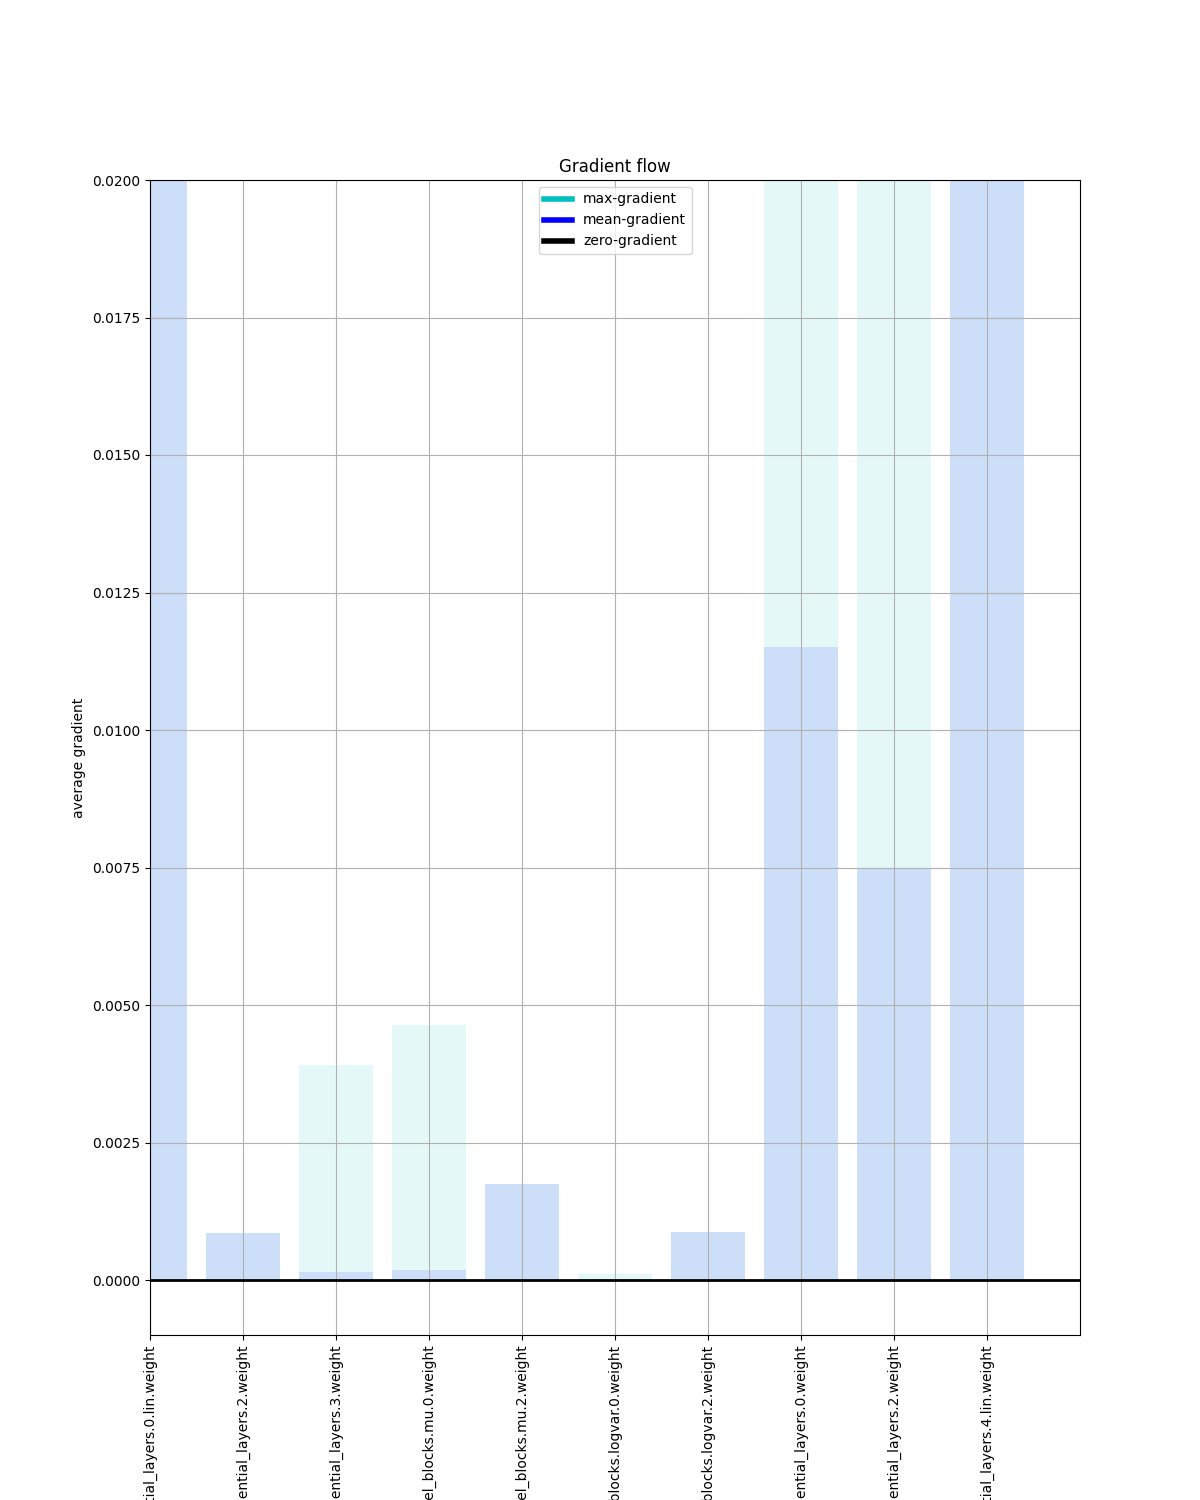 Gradient flow
max-gradient
mean-gradient
zero-gradient
0.0200
0.0175
0.0150
0.0125
0.0100
0.0075
0.0050
0.0025
0.0000
average gradient
tial_layers.0.lin.weight
ential_layers.2.weight
ential_layers.3.weight
el_blocks.mu.0.weight
el_blocks.mu.2.weight
blocks.logvar.0.weight
blocks.logvar.2.weight
ential_layers.0.weight
ential_layers.2.weight
tial_layers.4.lin.weight